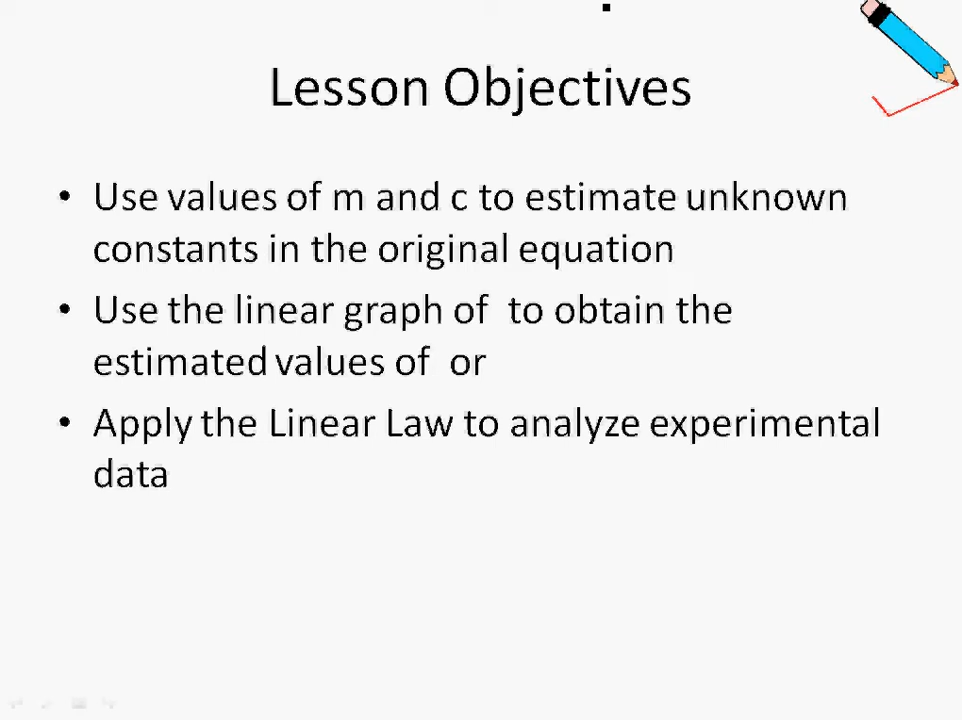 Lesson Objectives
• Use values of m and c to estimate unknown
constants in the original equation
• Use the linear graph of  to obtain the
estimated values of  or
• Apply the Linear Law to analyze experimental
data